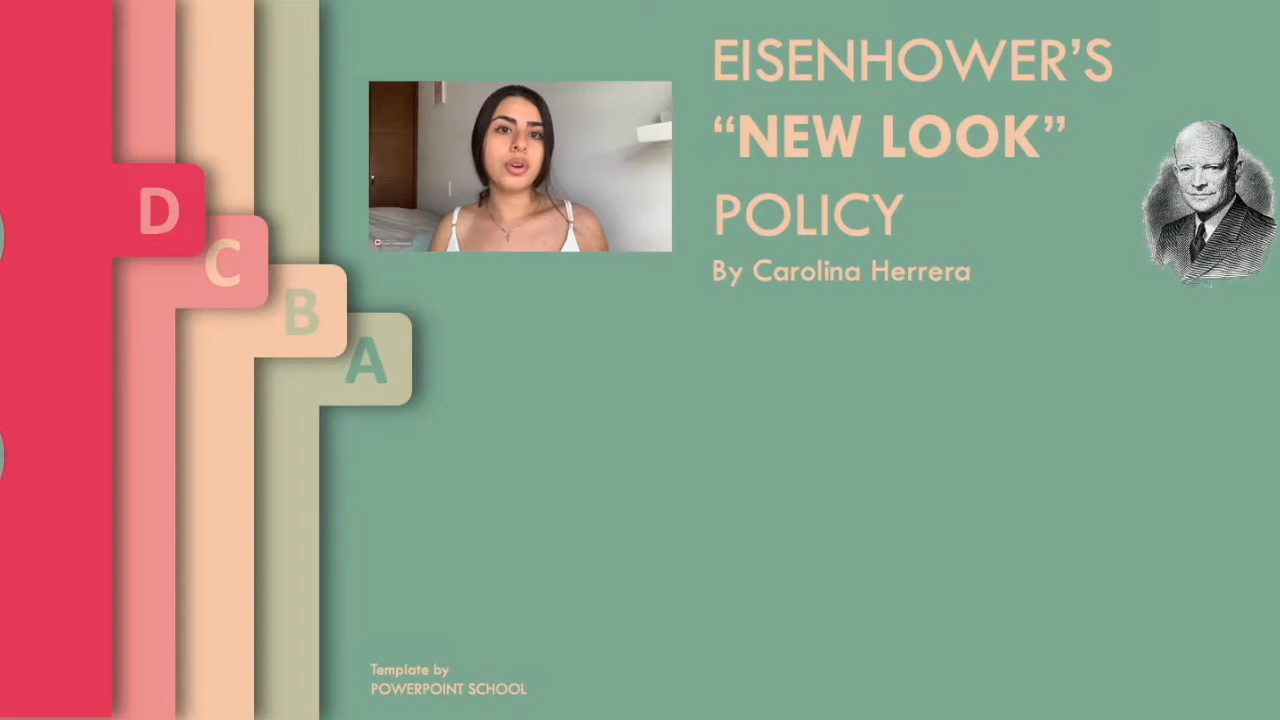 EISENHOWER'S
“NEW LOOK”
POLICY
By Carolina Herrera
D
C
B
A
Template by
POWERPOINT SCHOOL